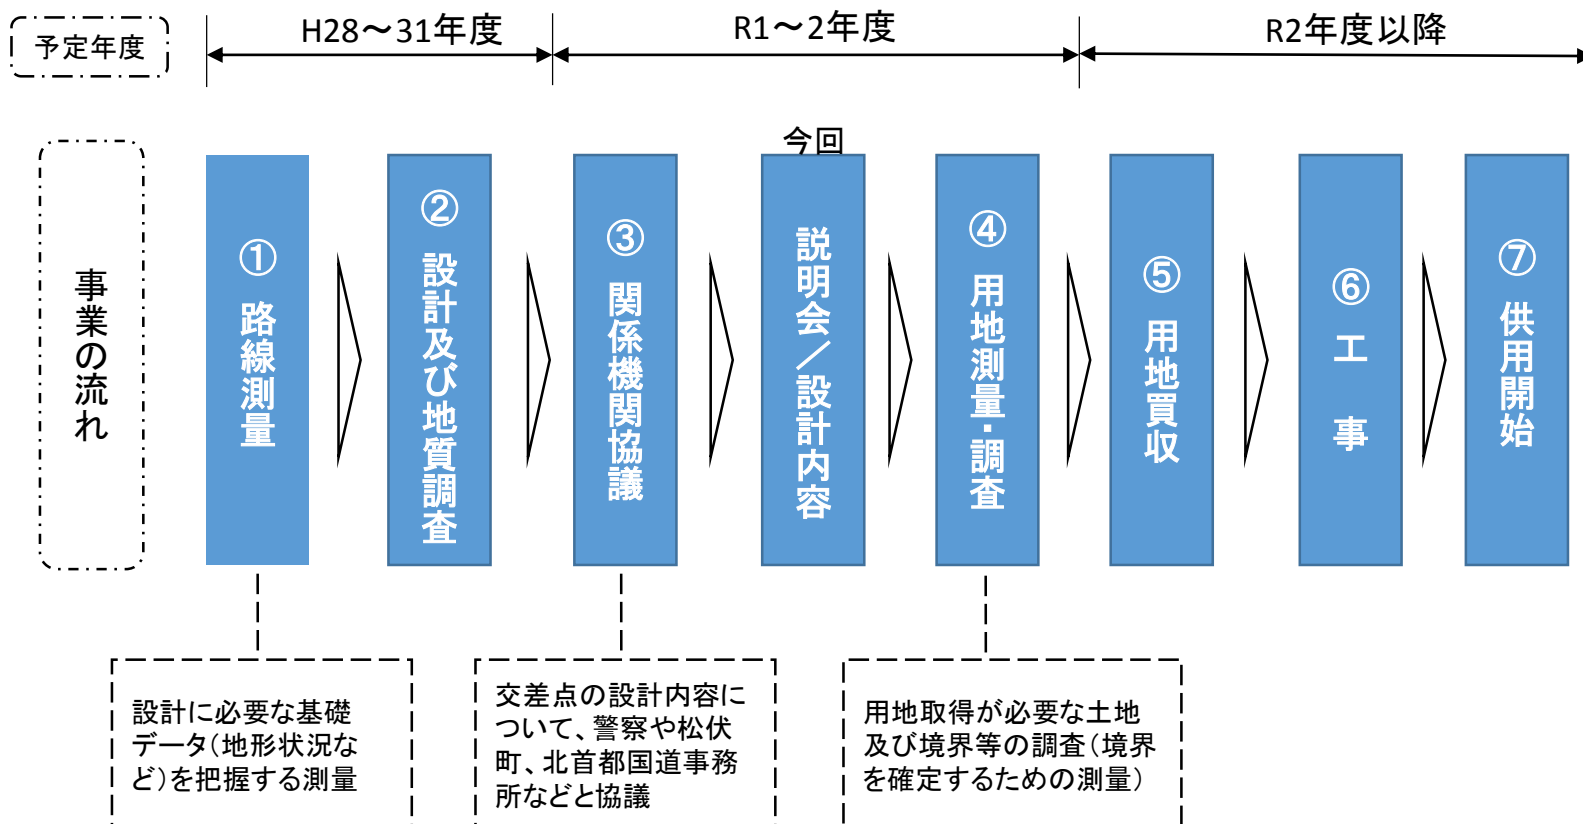 予定年度
H28～31年度
R1～2年度
R2年度以降
今回
事業の流れ
① 路線測量
② 設計及び地質調査
③ 関係機関協議
説明会／設計内容
④ 用地測量・調査
⑤ 用地買収
⑥ 工　事
⑦ 供用開始
設計に必要な基礎
データ（地形状況な
ど）を把握する測量
交差点の設計内容に
ついて、警察や松伏
町、北首都国道事務
所などと協議
用地取得が必要な土地
及び境界等の調査（境界
を確定するための測量）